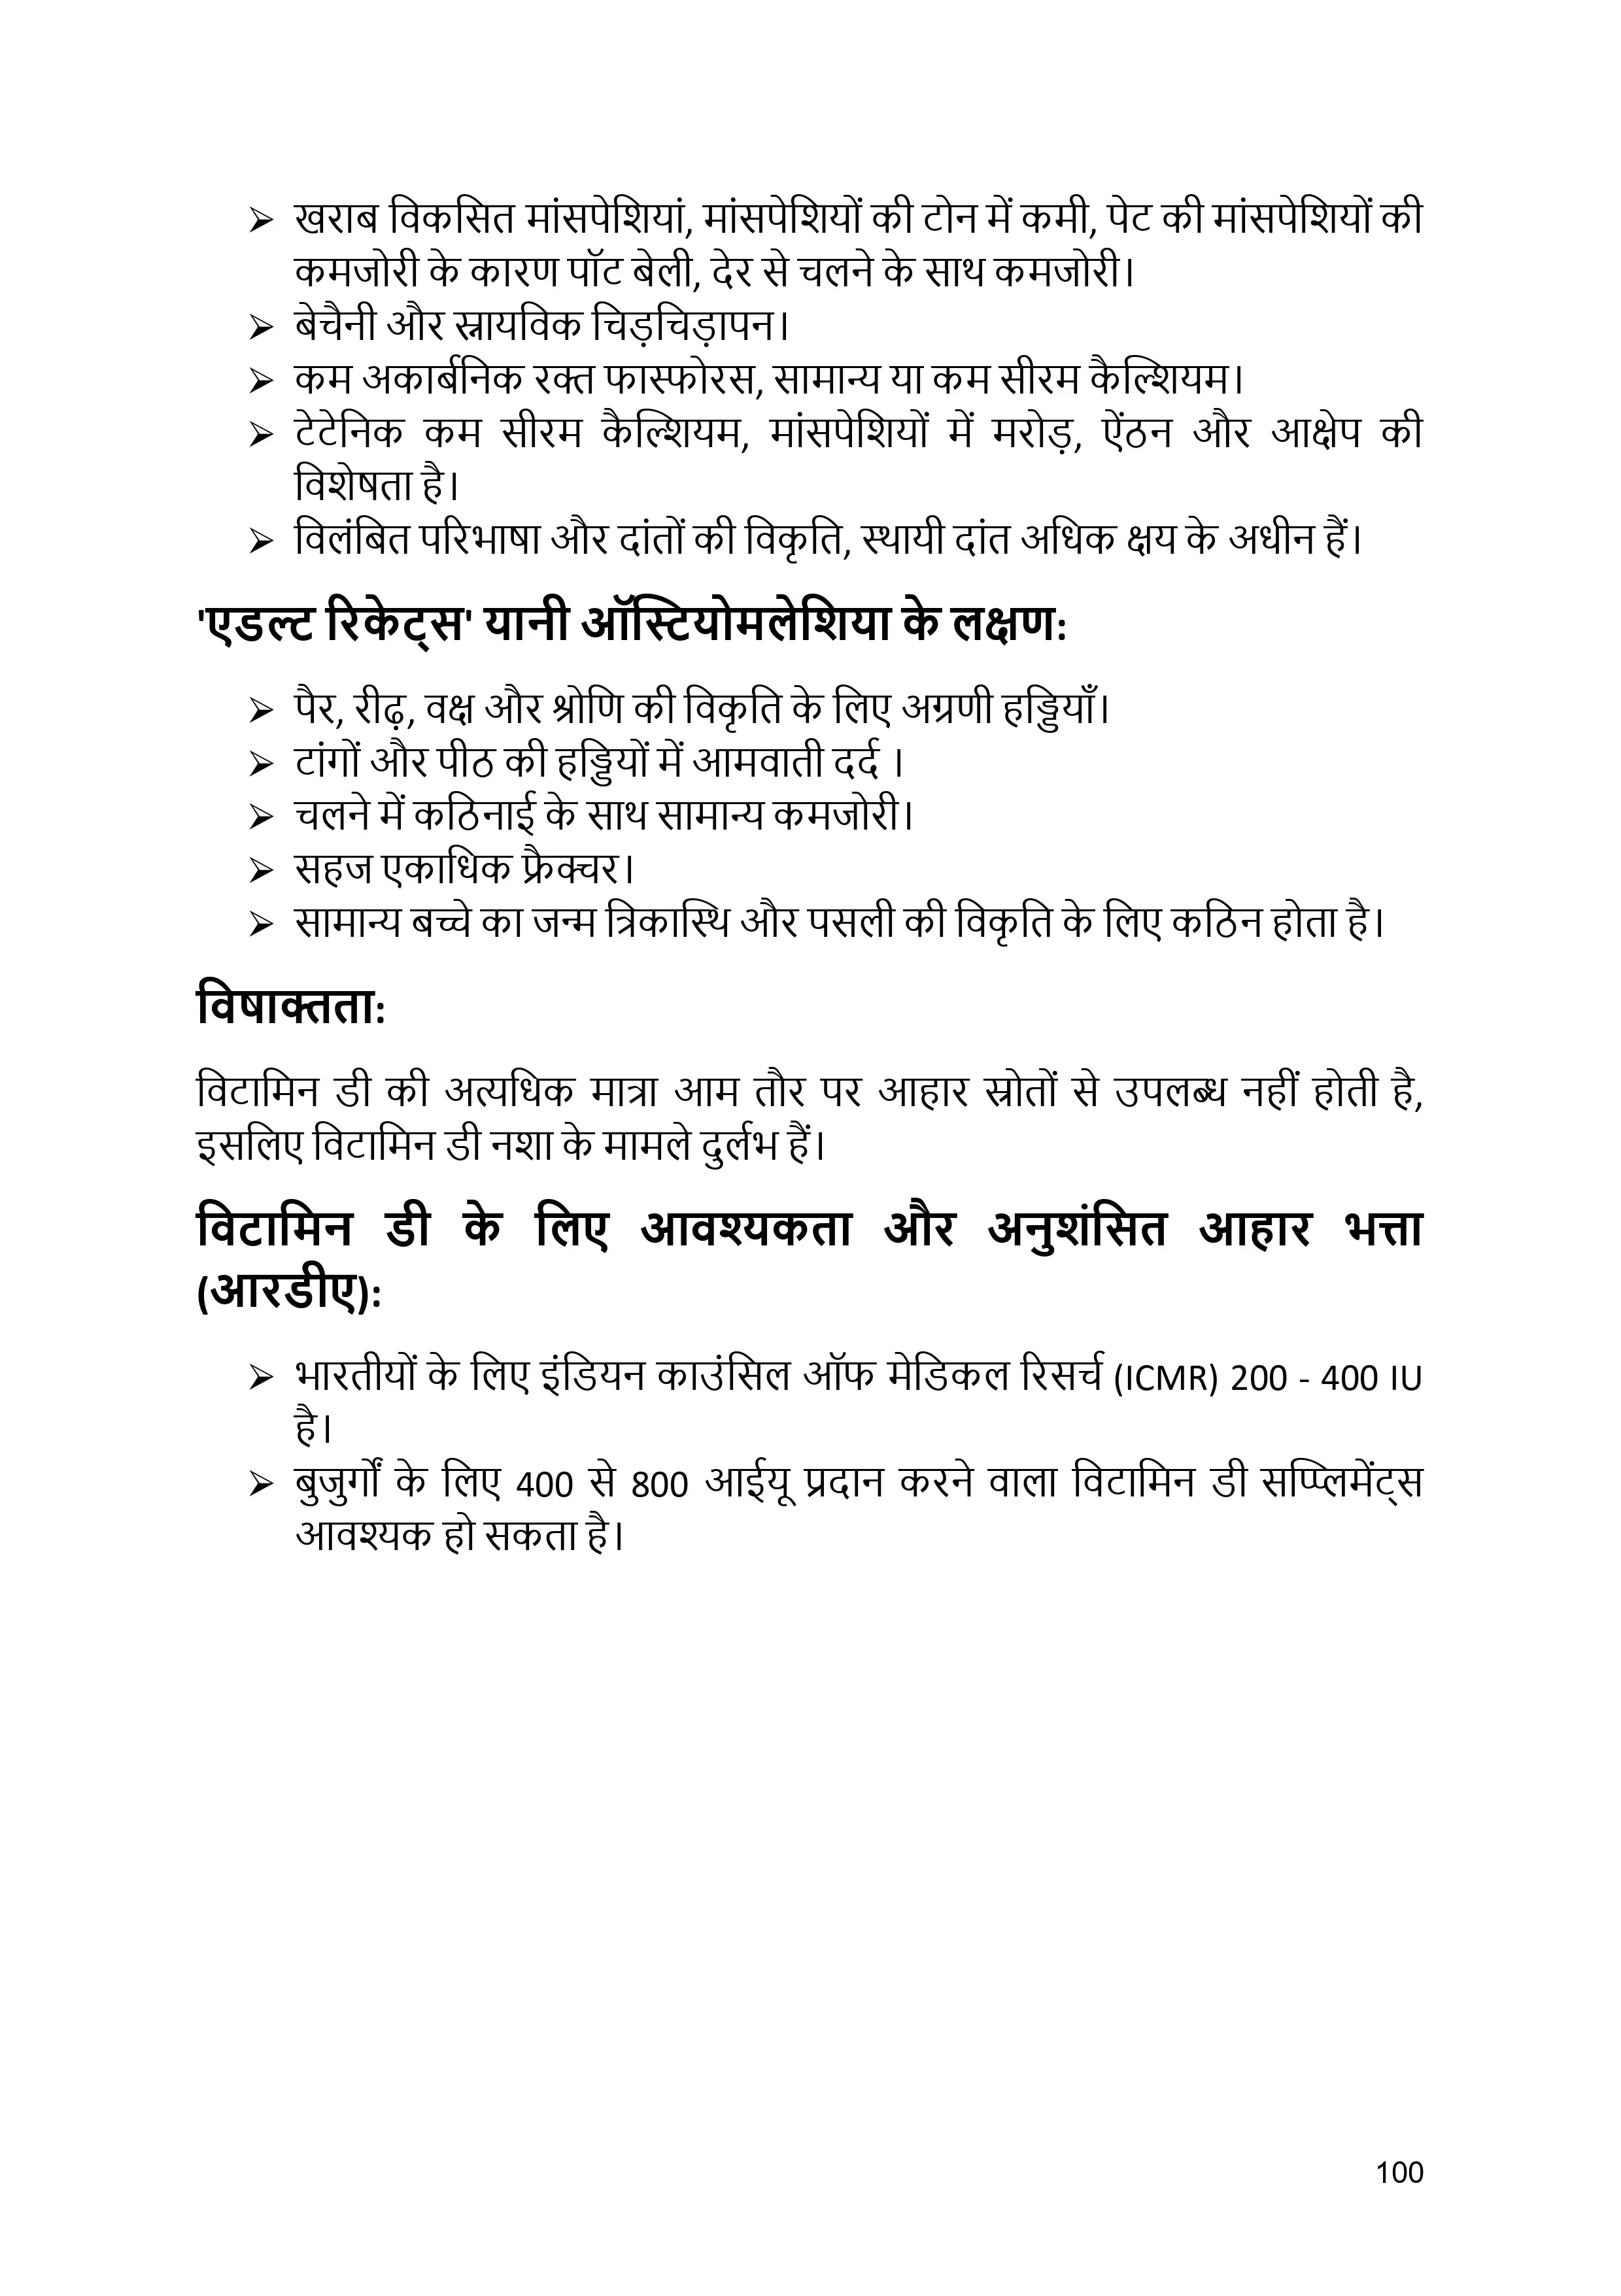 ➢ खराब विकसित मांसपेशियां, मांसपेशियों की टोन में कमी, पेट की मांसपेशियों की
कमजोरी के कारण पॉट बेली, देर से चलने के साथ कमजोरी।
➢ बेचैनी और स्नायविक चिड़चिड़ापन।
➢ कम अकार्बनिक रक्त फास्फोरस, सामान्य या कम सीरम कैल्शियम।
➢ टेटेनिक कम सीरम कैल्शियम, मांसपेशियों में मरोड़, ऐंठन और आक्षेप की
विशेषता है।
➢ विलंबित परिभाषा और दांतों की विकृति, स्थायी दांत अधिक क्षय के अधीन हैं।
'एडल्ट रिकेट्स' यानी ऑस्टियोमलेशिया के लक्षण:
➢ पैर, रीढ़, वक्ष और श्रोणि की विकृति के लिए अग्रणी हड्डियाँ।
➢ टांगों और पीठ की हड्डियों में आमवाती दर्द ।
➢ चलने में कठिनाई के साथ सामान्य कमजोरी।
➢ सहज एकाधिक फ्रैक्चर।
➢ सामान्य बच्चे का जन्म त्रिकास्थि और पसली की विकृति के लिए कठिन होता है।
विषाक्तता:
विटामिन डी की अत्यधिक मात्रा आम तौर पर आहार स्रोतों से उपलब्ध नहीं होती है,
इसलिए विटामिन डी नशा के मामले दुर्लभ हैं।
विटामिन डी के लिए आवश्यकता और अनुशंसित आहार भत्ता
(आरडीए):
➢ भारतीयों के लिए इंडियन काउंसिल ऑफ मेडिकल रिसर्च (ICMR) 200 - 400 IU
है।
➢ बुजुर्गों के लिए 400 से 800 आईयू प्रदान करने वाला विटामिन डी सप्प्लिमेंट्स
आवश्यक हो सकता है।
100